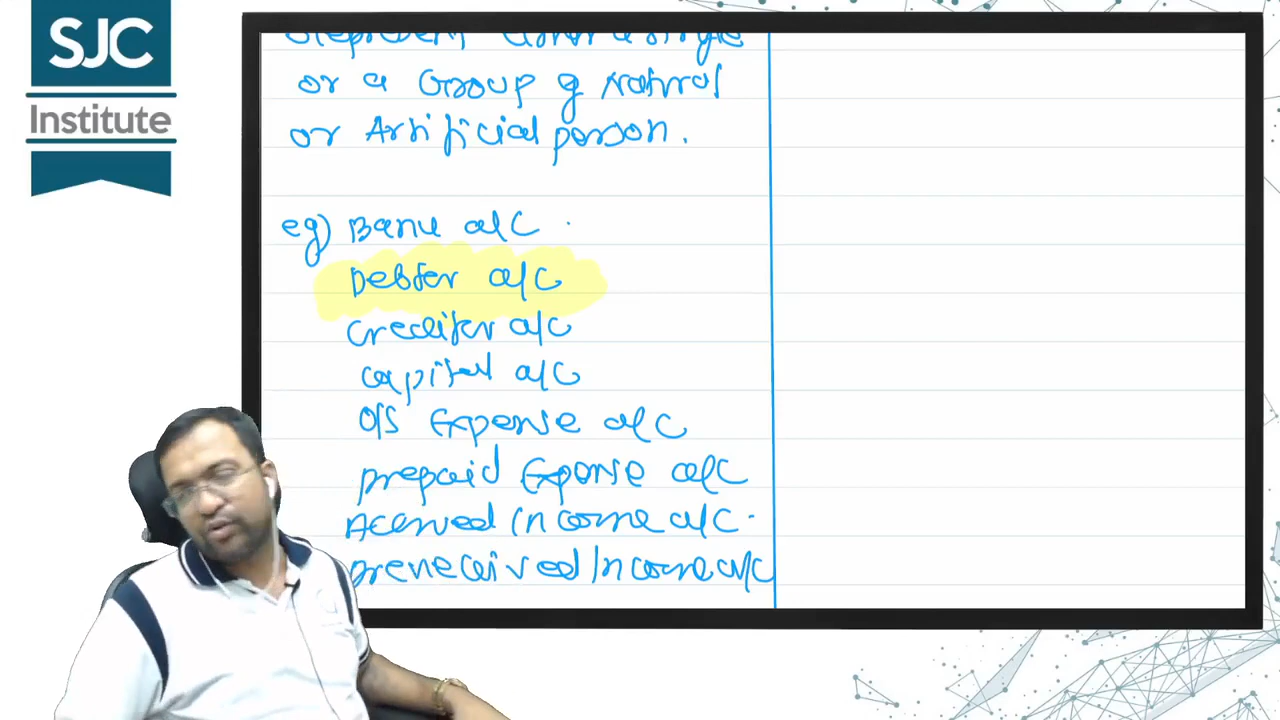 SJC
Institute
or a Group of Natural
or Artificial person.
eg) Bank a/c
Debtor a/c
creditor a/c
capital a/c
O/S Expense a/c
prepaid Expense a/c
Accrued Income a/c
prereceived Income a/c